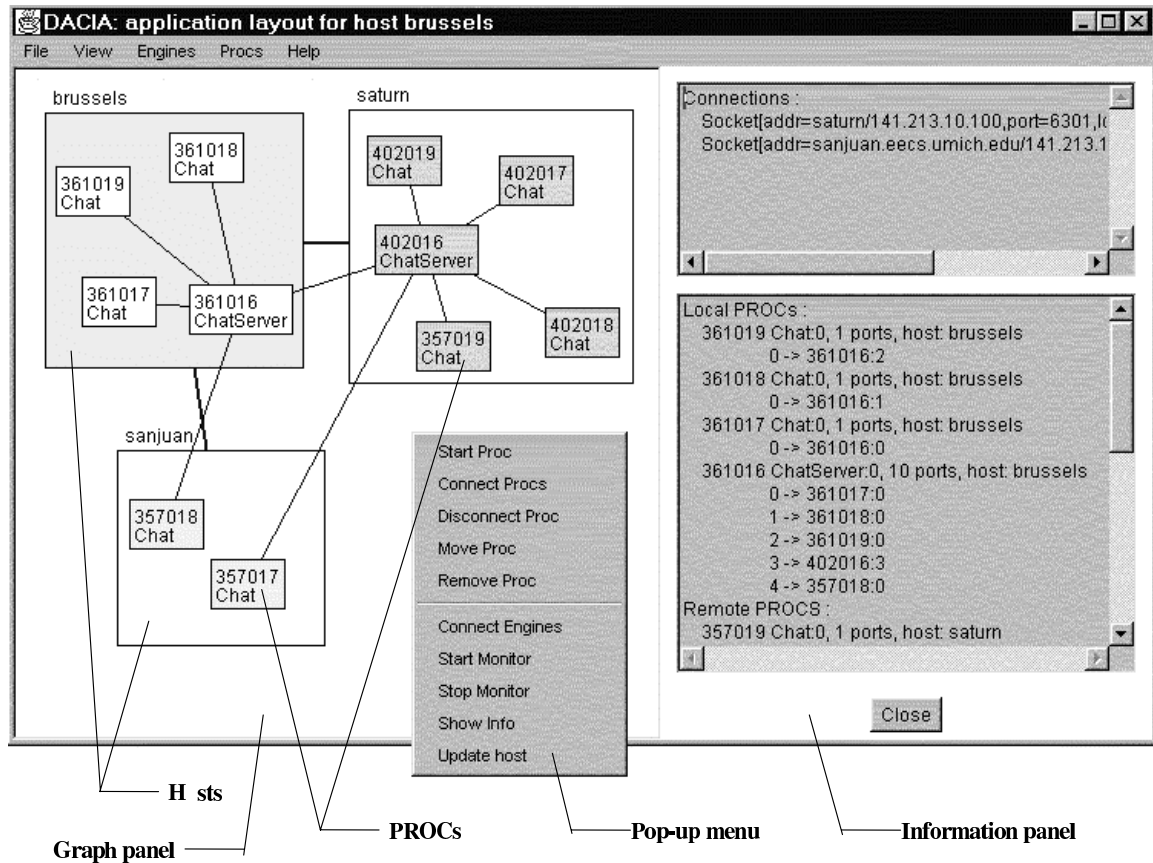 DACIA: application layout for host brussels
File View Engines Procs Help
brussels
361018
Chat
361019
Chat
361017
Chat
361016
ChatServer
saturn
402019
Chat
402017
Chat
402016
ChatServer
357019
Chat
402018
Chat
sanjuan
357018
Chat
357017
Chat
Start Proc
Connect Procs
Disconnect Proc
Move Proc
Remove Proc
Connect Engines
Start Monitor
Stop Monitor
Show Info
Update host
Connections :
Socket[addr=saturn/141.213.10.100,port=6301,lo
Socket[addr=sanjuan.eecs.umich.edu/141.213.1
Local PROCs :
361019 Chat:0, 1 ports, host: brussels
0 -> 361016:2
361018 Chat:0, 1 ports, host: brussels
0 -> 361016:1
361017 Chat:0, 1 ports, host: brussels
0 -> 361016:0
361016 ChatServer:0, 10 ports, host: brussels
0 -> 361017:0
1 -> 361018:0
2 -> 361019:0
3 -> 402016:3
4 -> 357018:0
Remote PROCS :
357019 Chat:0, 1 ports, host: saturn
Close
H sts
Graph panel
PROCs
Pop-up menu
Information panel